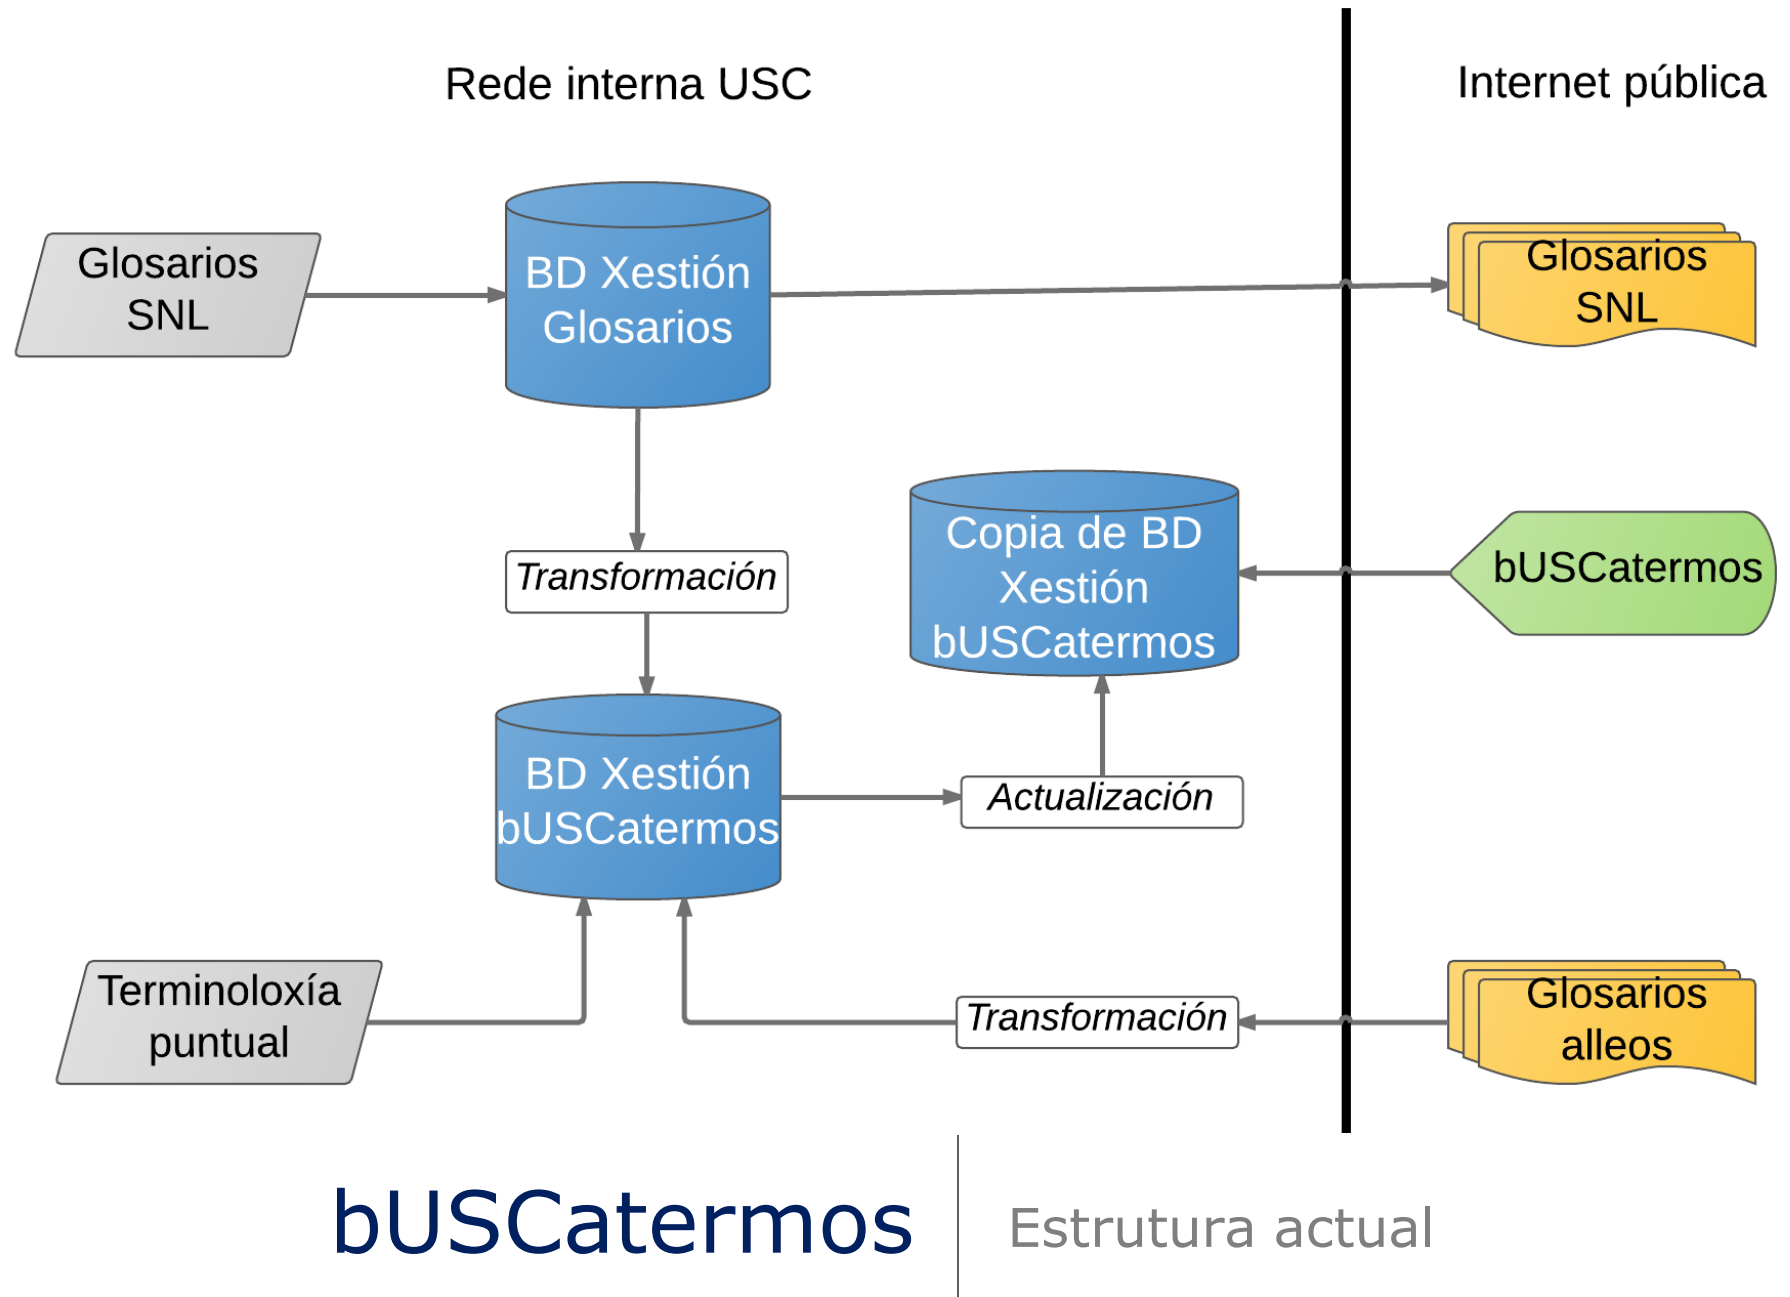 Rede interna USC
Internet pública
Glosarios
SNL
BD Xestión
Glosarios
Glosarios
SNL
Transformación
Copia de BD
Xestión
bUSCatermos
bUSCatermos
BD Xestión
bUSCatermos
Actualización
Terminoloxía
puntual
Transformación
Glosarios
alleos
bUSCatermos
Estrutura actual